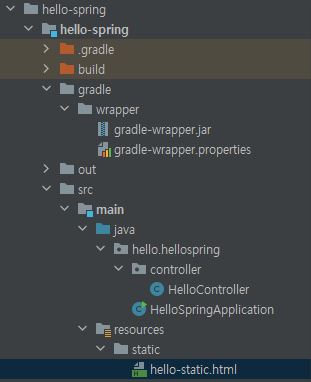 hello-spring
hello-spring
.gradle
build
gradle
wrapper
gradle-wrapper.jar
gradle-wrapper.properties
out
src
main
java
hello.hellospring
controller
HelloController
HelloSpringApplication
resources
static
hello-static.html